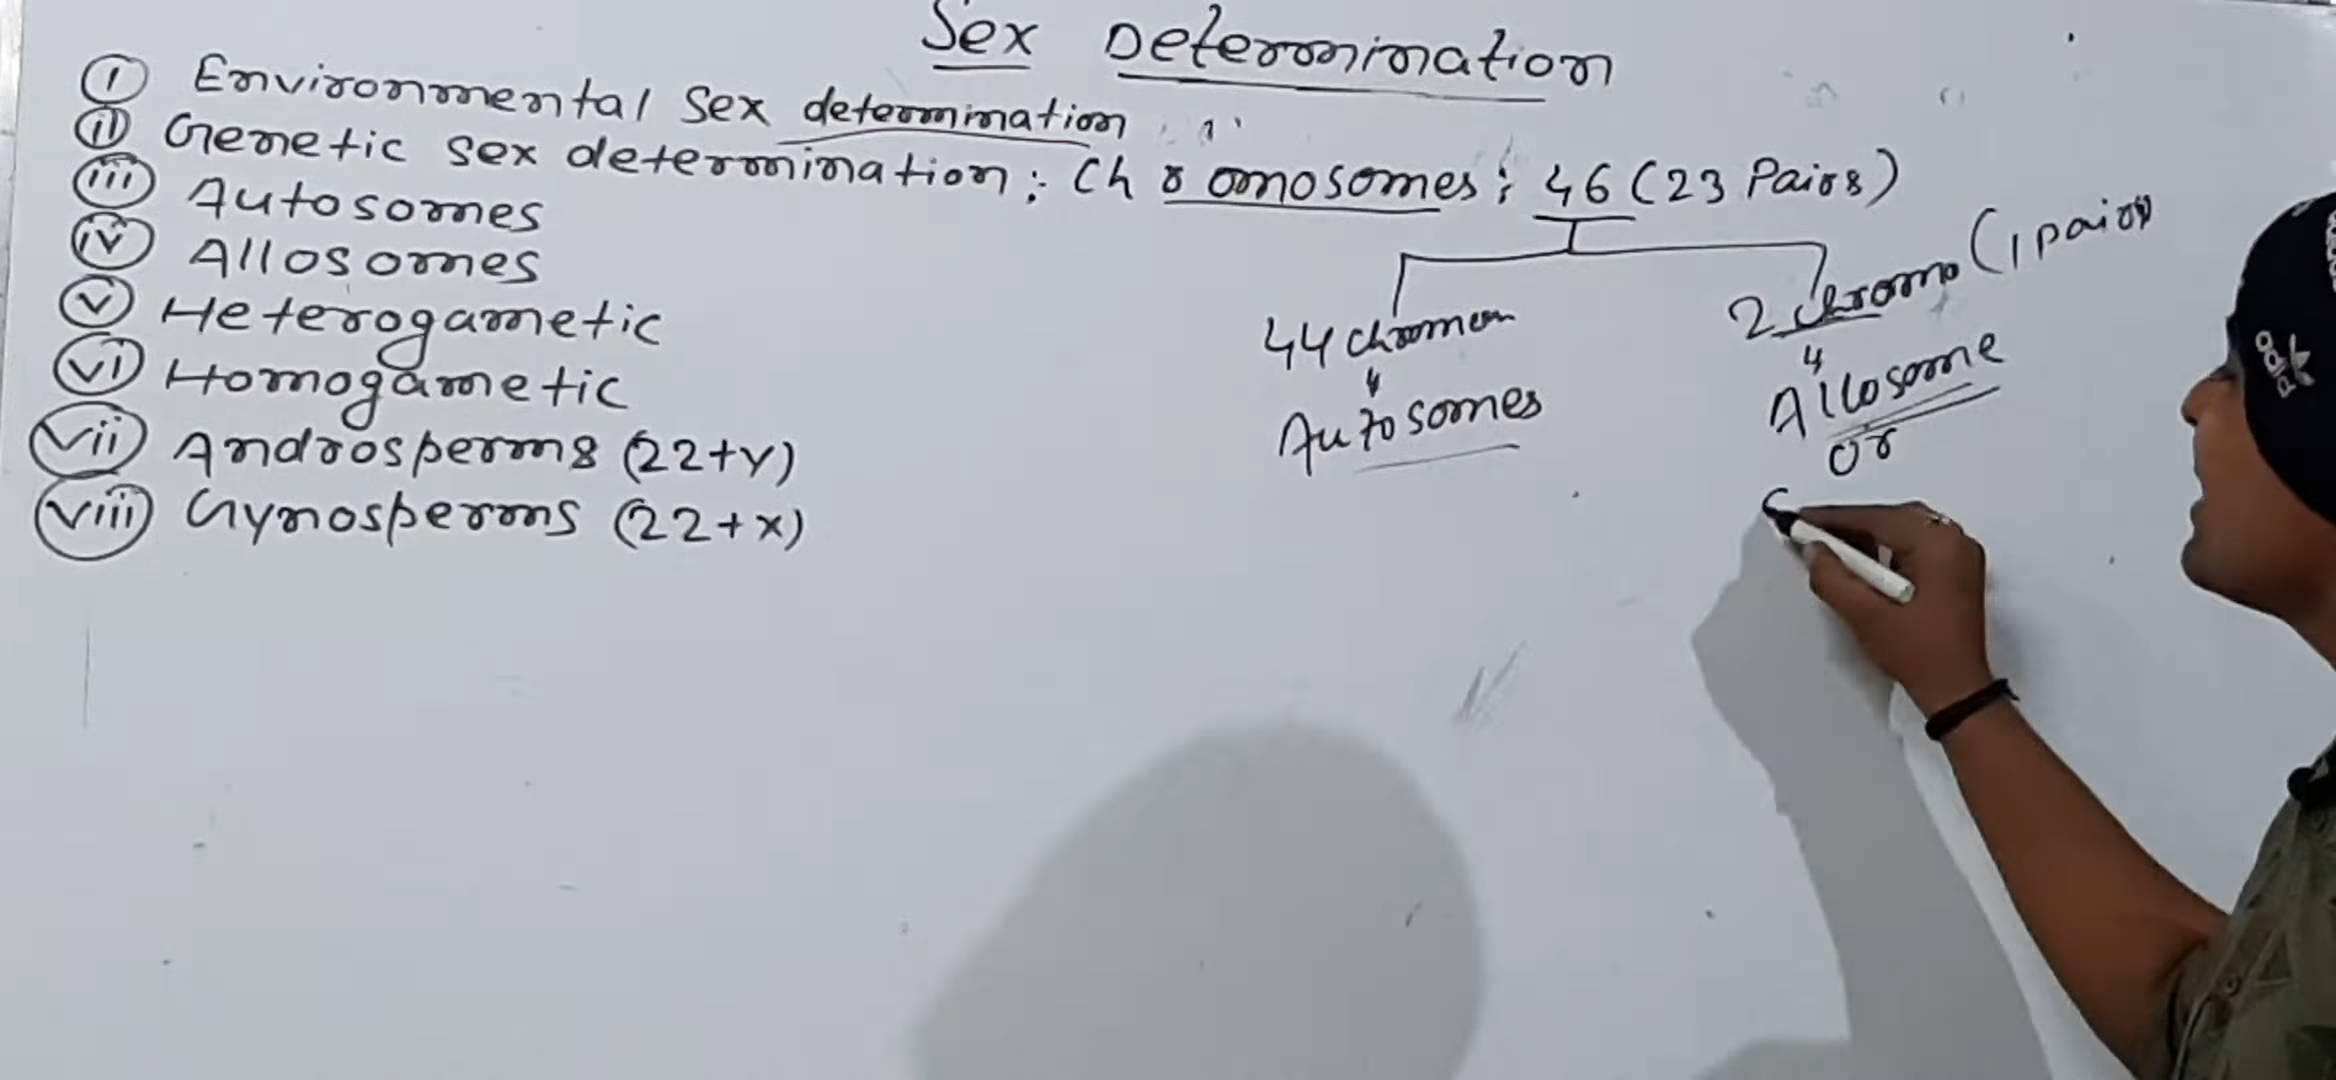 Sex Determination
i Environmental Sex determination
ii Genetic sex determination : Chromosomes : 46 (23 Pairs)
iii Autosomes
iv Allosomes
v Heterogametic
vi Homogametic
vii Androsperms (22+Y)
viii Gynosperms (22+X)
44 chromo
Autosomes
2 chromo (1 pair)
Allosome
or